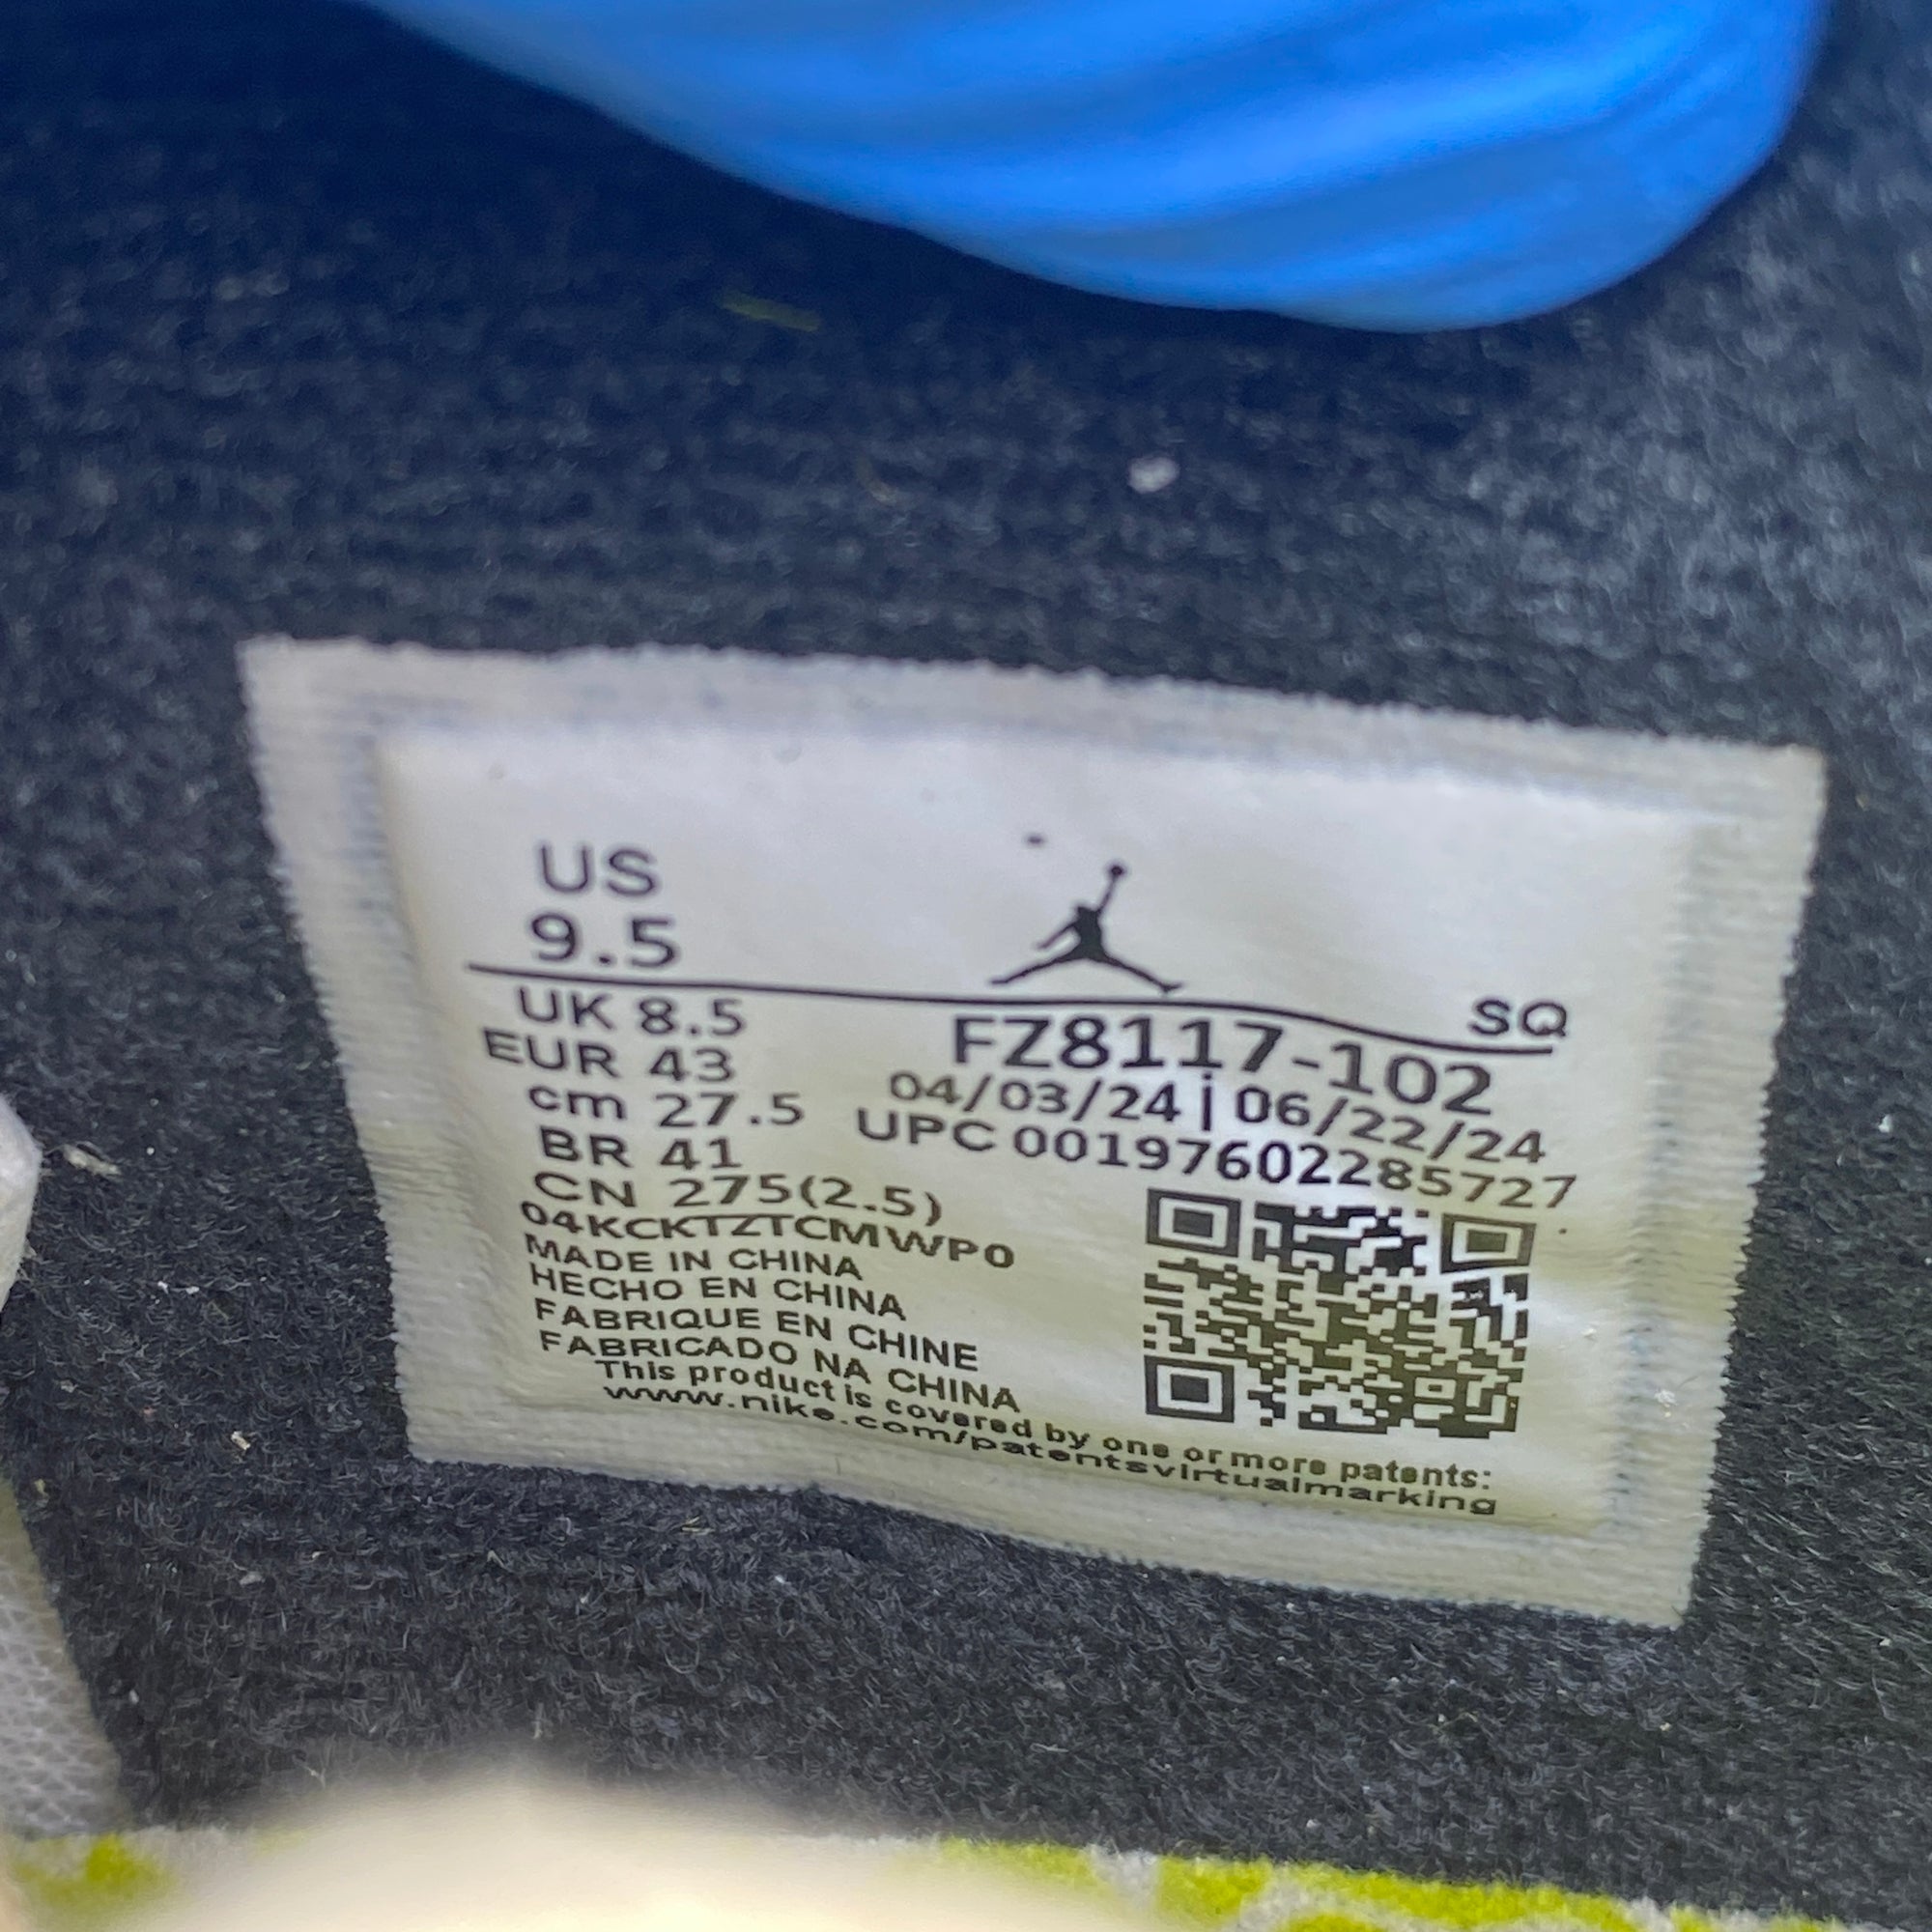 US
9.5
SQ
UK 8.5
EUR 43
cm 27.5
BR 41
CN 275(2.5)
FZ8117-102
04/03/24 | 06/22/24
UPC 00197602285727
04KCKTZTCMWP0
MADE IN CHINA
HECHO EN CHINA
FABRIQUE EN CHINE
FABRICADO NA CHINA
This product is covered by one or more patents:
www.nike.com/patentsvirtualmarking